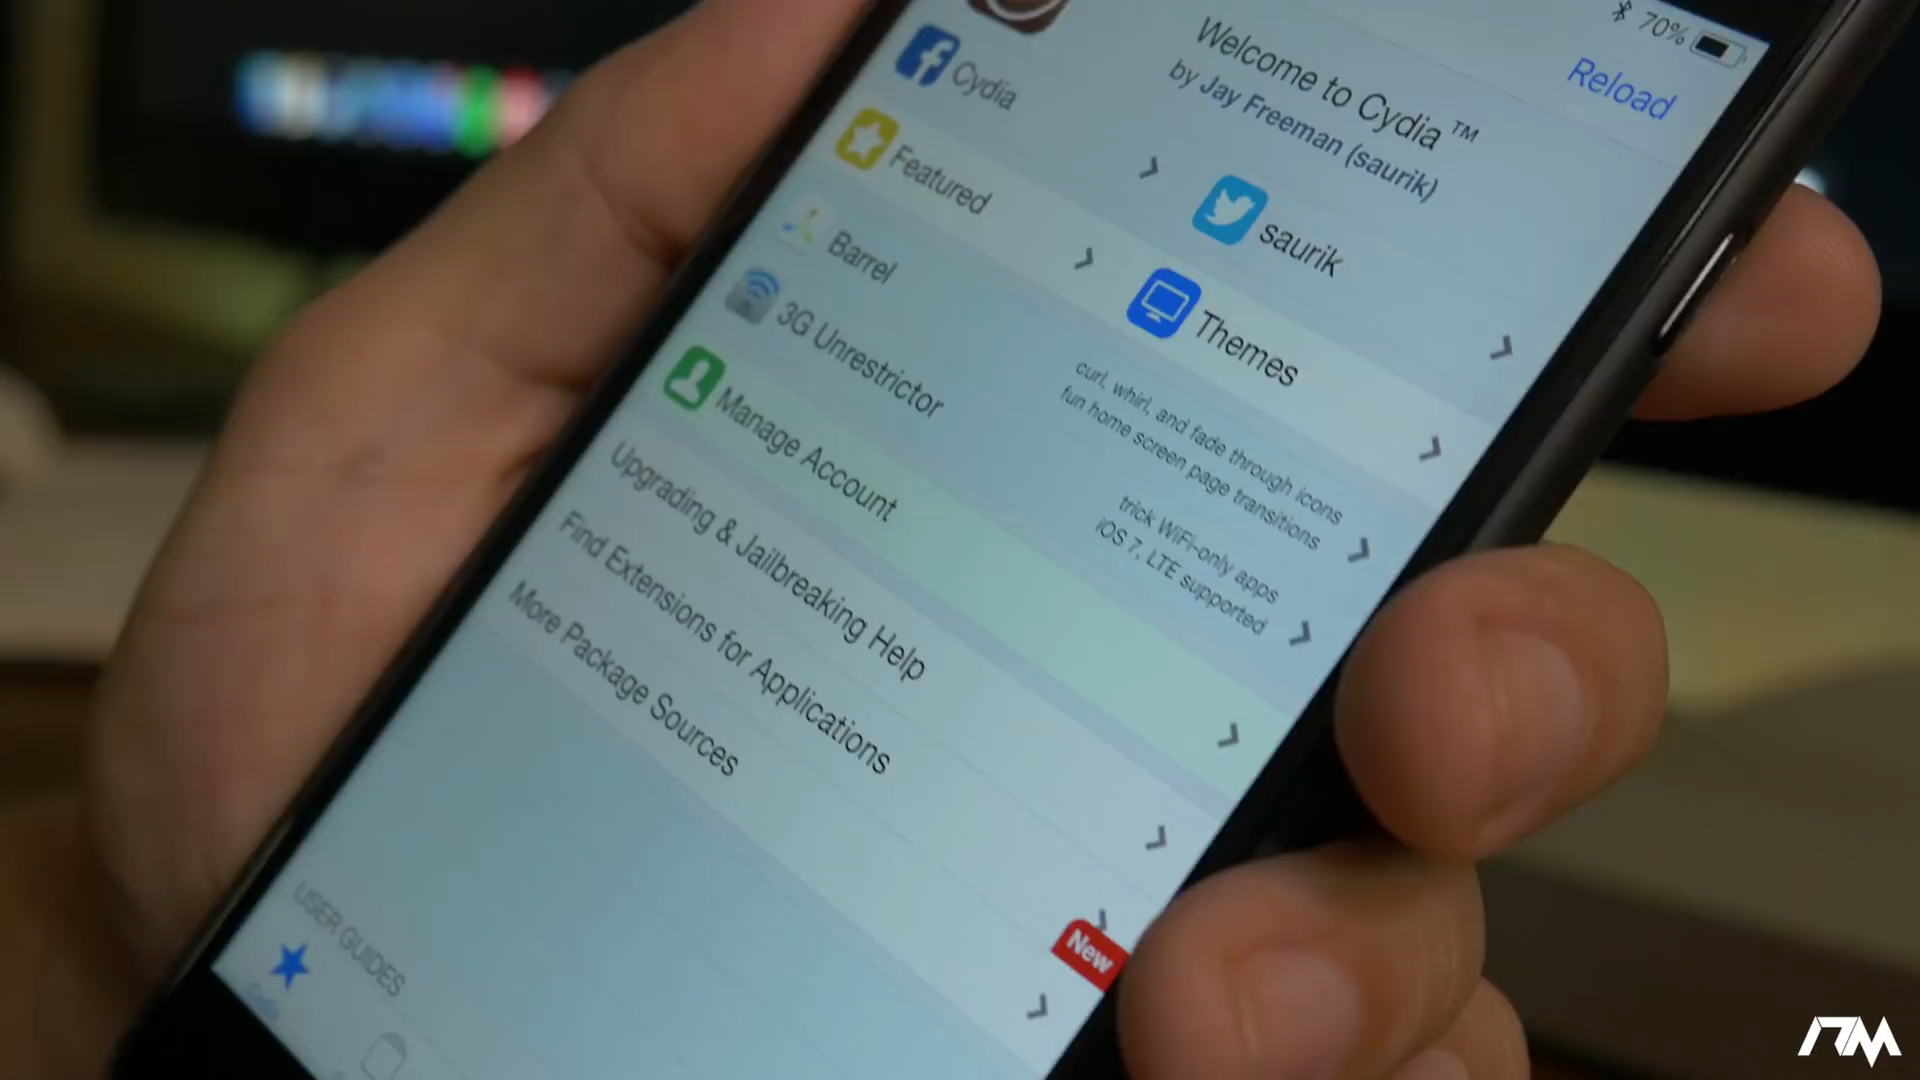 70%
Reload
Welcome to Cydia™
by Jay Freeman (saurik)
Cydia
saurik
Featured
Themes
Barrel
curl, whirl, and fade through icons
fun home screen page transitions
3G Unrestrictor
trick WiFi-only apps
iOS 7, LTE supported
Manage Account
Upgrading & Jailbreaking Help
Find Extensions for Applications
More Package Sources
New
USER GUIDES
Cydia